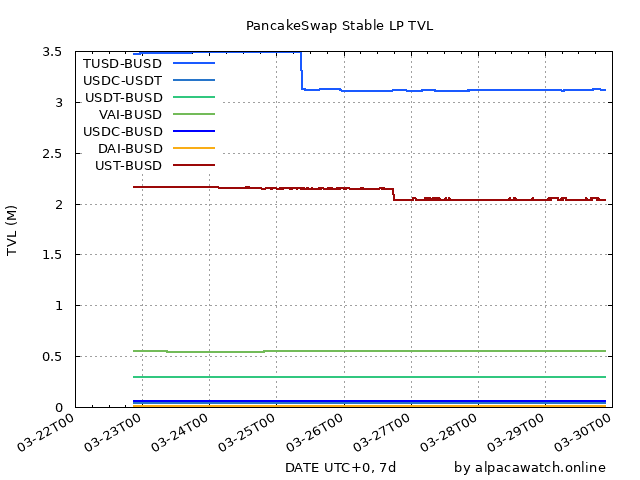 PancakeSwap Stable LP TVL
3.5
3
2.5
2
1.5
1
0.5
0
TVL (M)
TUSD-BUSD
USDC-USDT
USDT-BUSD
VAI-BUSD
USDC-BUSD
DAI-BUSD
UST-BUSD
03-22T00
03-23T00
03-24T00
03-25T00
03-26T00
03-27T00
03-28T00
03-29T00
03-30T00
DATE UTC+0, 7d
by alpacawatch.online